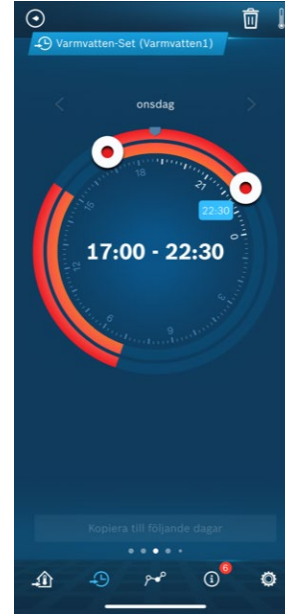 Varmvatten-Set (Varmvatten1)
onsdag
18
21
15
22:30
17:00 - 22:30
0
12
3
9
6
Kopiera till följande dagar
6